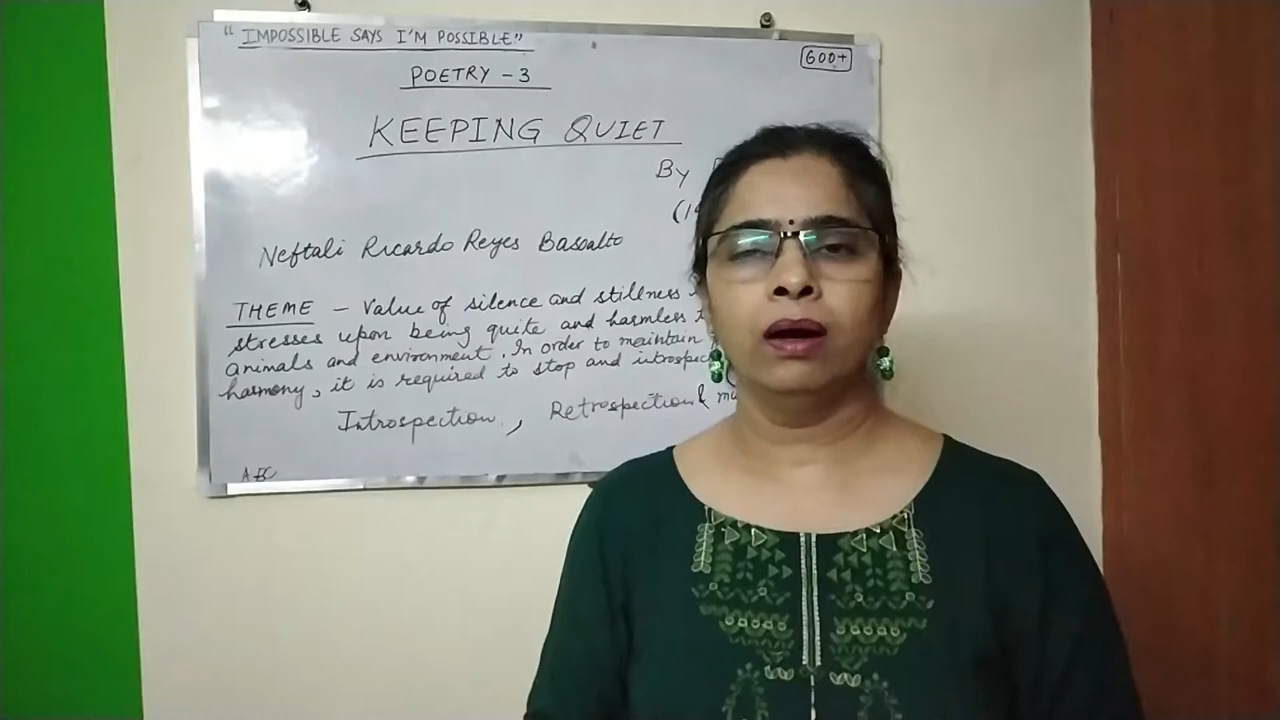 "IMPOSSIBLE SAYS I'M POSSIBLE"
600+
POETRY - 3
KEEPING QUIET
By
(19
Neftali Ricardo Reyes Basoalto
THEME - Value of silence and stillness
stresses upon being quite and harmless
animals and environment. In order to maintain
harmony, it is required to stop and introspec
Introspection, Retrospection &
ABC